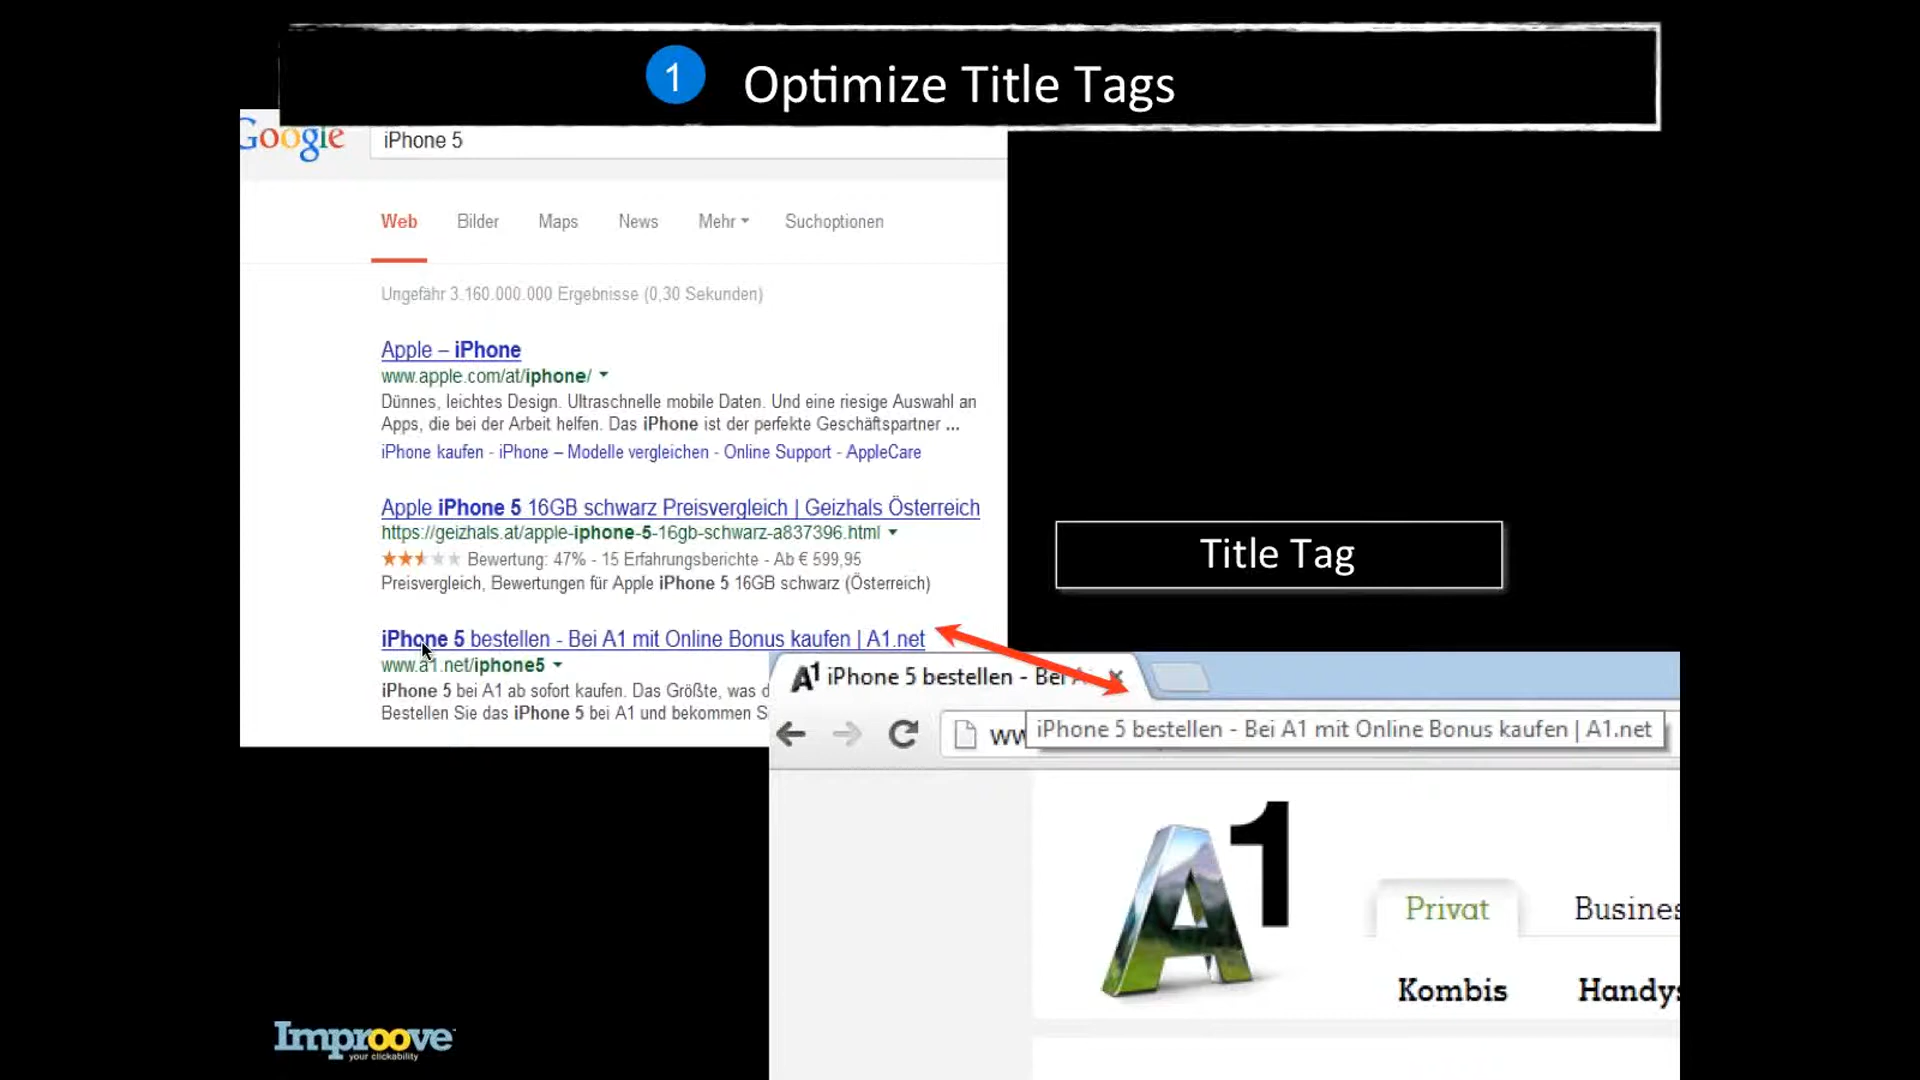 1 Optimize Title Tags
Google
iPhone 5
Web Bilder Maps News Mehr Suchoptionen
Ungefähr 3.160.000.000 Ergebnisse (0,30 Sekunden)
Apple – iPhone
www.apple.com/at/iphone/
Dünnes, leichtes Design. Ultraschnelle mobile Daten. Und eine riesige Auswahl an
Apps, die bei der Arbeit helfen. Das iPhone ist der perfekte Geschäftspartner ...
iPhone kaufen - iPhone – Modelle vergleichen - Online Support - AppleCare
Apple iPhone 5 16GB schwarz Preisvergleich | Geizhals Österreich
https://geizhals.at/apple-iphone-5-16gb-schwarz-a837396.html
Bewertung: 47% - 15 Erfahrungsberichte - Ab € 599,95
Preisvergleich, Bewertungen für Apple iPhone 5 16GB schwarz (Österreich)
Title Tag
iPhone 5 bestellen - Bei A1 mit Online Bonus kaufen | A1.net
www.a1.net/iphone5
iPhone 5 bei A1 ab sofort kaufen. Das Größte, was d
Bestellen Sie das iPhone 5 bei A1 und bekommen S
A1 iPhone 5 bestellen - Bei A
ww
iPhone 5 bestellen - Bei A1 mit Online Bonus kaufen | A1.net
A1
Privat Busines
Kombis Handys
Improove
your clickability